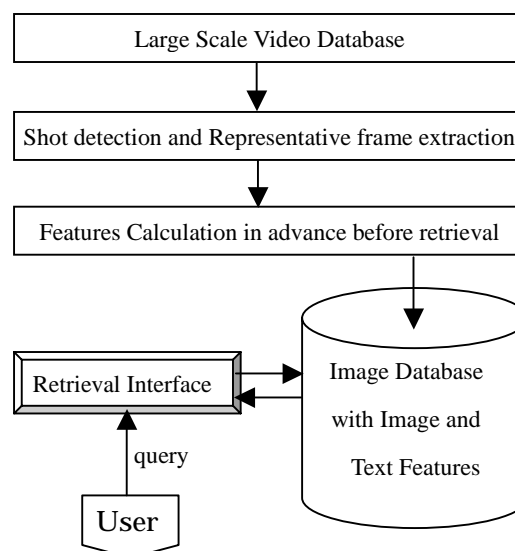 Large Scale Video Database
Shot detection and Representative frame extraction
Features Calculation in advance before retrieval
Retrieval Interface
Image Database
with Image and
Text Features
query
User